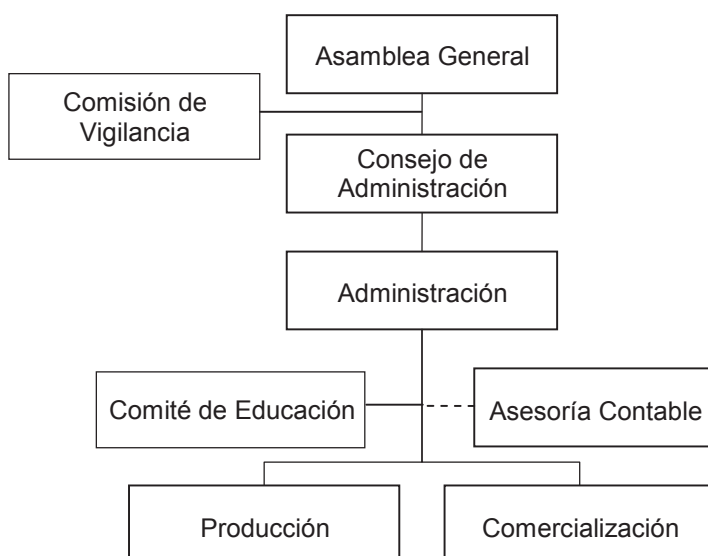 Asamblea General
Comisión de
Vigilancia
Consejo de
Administración
Administración
Comité de Educación
Asesoría Contable
Producción
Comercialización